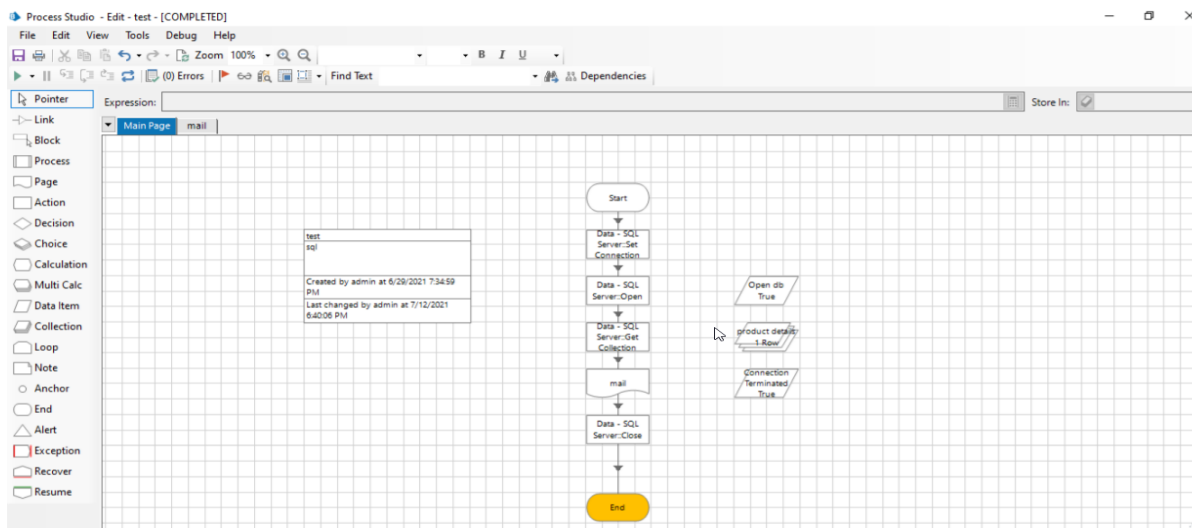 Process Studio - Edit - test - [COMPLETED]
File Edit View Tools Debug Help
Zoom 100% B I U
(0) Errors Find Text Dependencies
Pointer
Expression: Store In:
Link
Main Page mail
Block
Process
Page
Action
Decision
Choice
Calculation
Multi Calc
Data Item
Collection
Loop
Note
Anchor
End
Alert
Exception
Recover
Resume
test
sql
Created by admin at 6/29/2021 7:34:59
PM
Last changed by admin at 7/12/2021
6:40:06 PM
Start
Data - SQL
Server::Set
Connection
Data - SQL
Server::Open
Data - SQL
Server::Get
Collection
mail
Data - SQL
Server::Close
End
Open db
True
product details
1 Row
Connection
Terminated
True